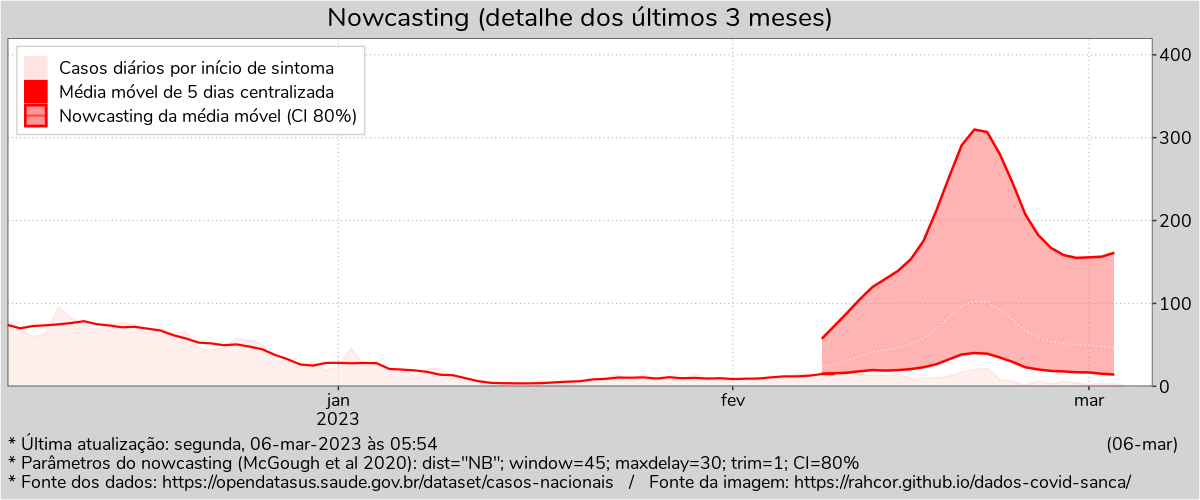 Nowcasting (detalhe dos últimos 3 meses)
Casos diários por início de sintoma
Média móvel de 5 dias centralizada
Nowcasting da média móvel (CI 80%)
400
300
200
100
0
jan
2023
fev
mar
* Última atualização: segunda, 06-mar-2023 às 05:54
(06-mar)
* Parâmetros do nowcasting (McGough et al 2020): dist="NB"; window=45; maxdelay=30; trim=1; CI=80%
* Fonte dos dados: https://opendatasus.saude.gov.br/dataset/casos-nacionais / Fonte da imagem: https://rahcor.github.io/dados-covid-sanca/